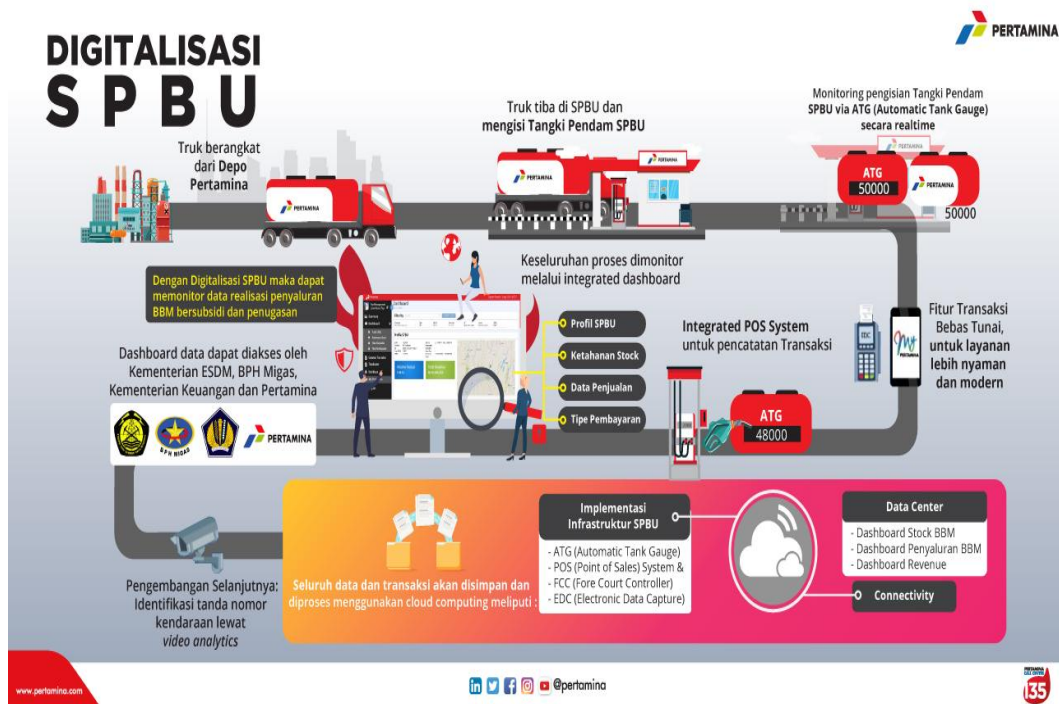 DIGITALISASI
SPBU
PERTAMINA
Truk berangkat
dari Depo
Pertamina
PERTAMINA
Truk tiba di SPBU dan
mengisi Tangki Pendam SPBU
PERTAMINA
PERTAMINA
Monitoring pengisian Tangki Pendam
SPBU via ATG (Automatic Tank Gauge)
secara realtime
PERTAMINA
ATG
50000
PERTAMINA
50000
Dengan Digitalisasi SPBU maka dapat
memonitor data realisasi penyaluran
BBM bersubsidi dan penugasan
Keseluruhan proses dimonitor
melalui integrated dashboard
Profil SPBU
Ketahanan Stock
Data Penjualan
Tipe Pembayaran
Integrated POS System
untuk pencatatan Transaksi
ATG
48000
EDC
my
PERTAMINA
Fitur Transaksi
Bebas Tunai,
untuk layanan
lebih nyaman
dan modern
Dashboard data dapat diakses oleh
Kementerian ESDM, BPH Migas,
Kementerian Keuangan dan Pertamina
BPH MIGAS
PERTAMINA
Pengembangan Selanjutnya:
Identifikasi tanda nomor
kendaraan lewat
video analytics
Seluruh data dan transaksi akan disimpan dan
diproses menggunakan cloud computing meliputi :
Implementasi
Infrastruktur SPBU
- ATG (Automatic Tank Gauge)
- POS (Point of Sales) System &
- FCC (Fore Court Controller)
- EDC (Electronic Data Capture)
Data Center
- Dashboard Stock BBM
- Dashboard Penyaluran BBM
- Dashboard Revenue
Connectivity
www.pertamina.com
@pertamina
135